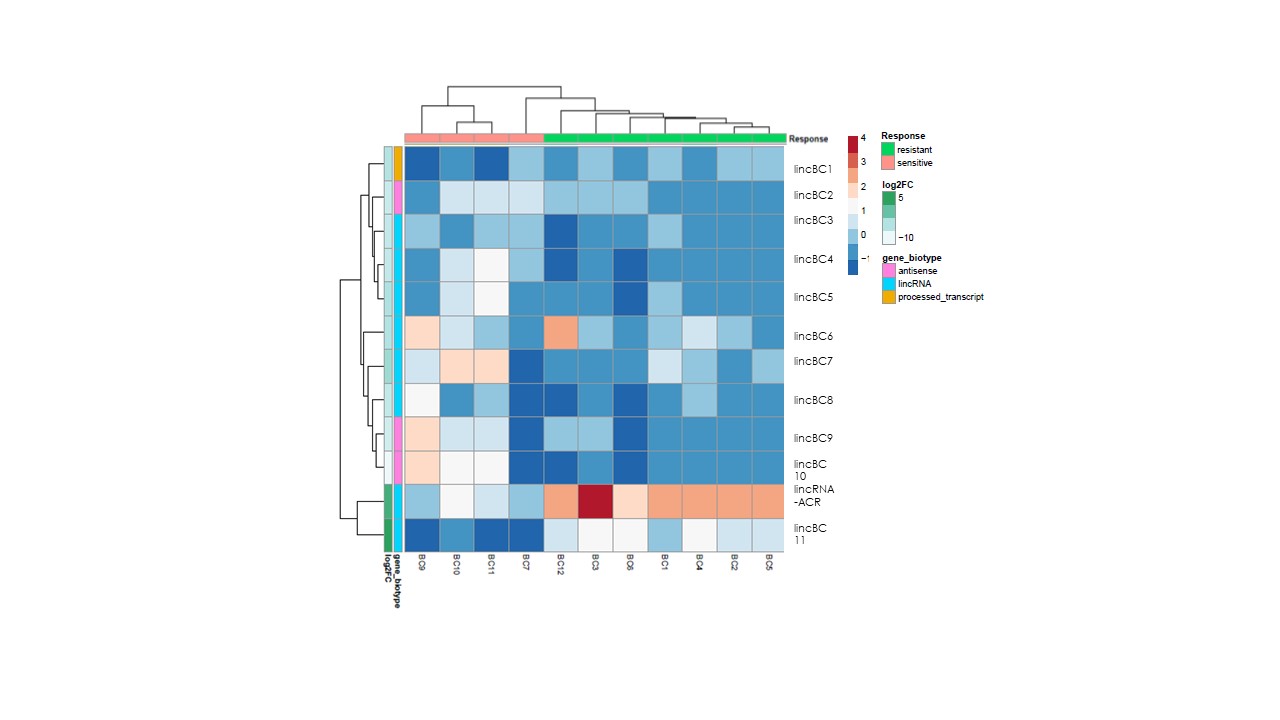 Response
lincBC1
lincBC2
lincBC3
lincBC4
lincBC5
lincBC6
lincBC7
lincBC8
lincBC9
lincBC
10
lincRNA
-ACR
lincBC
11
BC9
BC10
BC11
BC7
BC12
BC3
BC6
BC1
BC4
BC2
BC5
log2FC
gene_biotype
4
3
2
1
0
−1
Response
resistant
sensitive
log2FC
5
−10
gene_biotype
antisense
lincRNA
processed_transcript